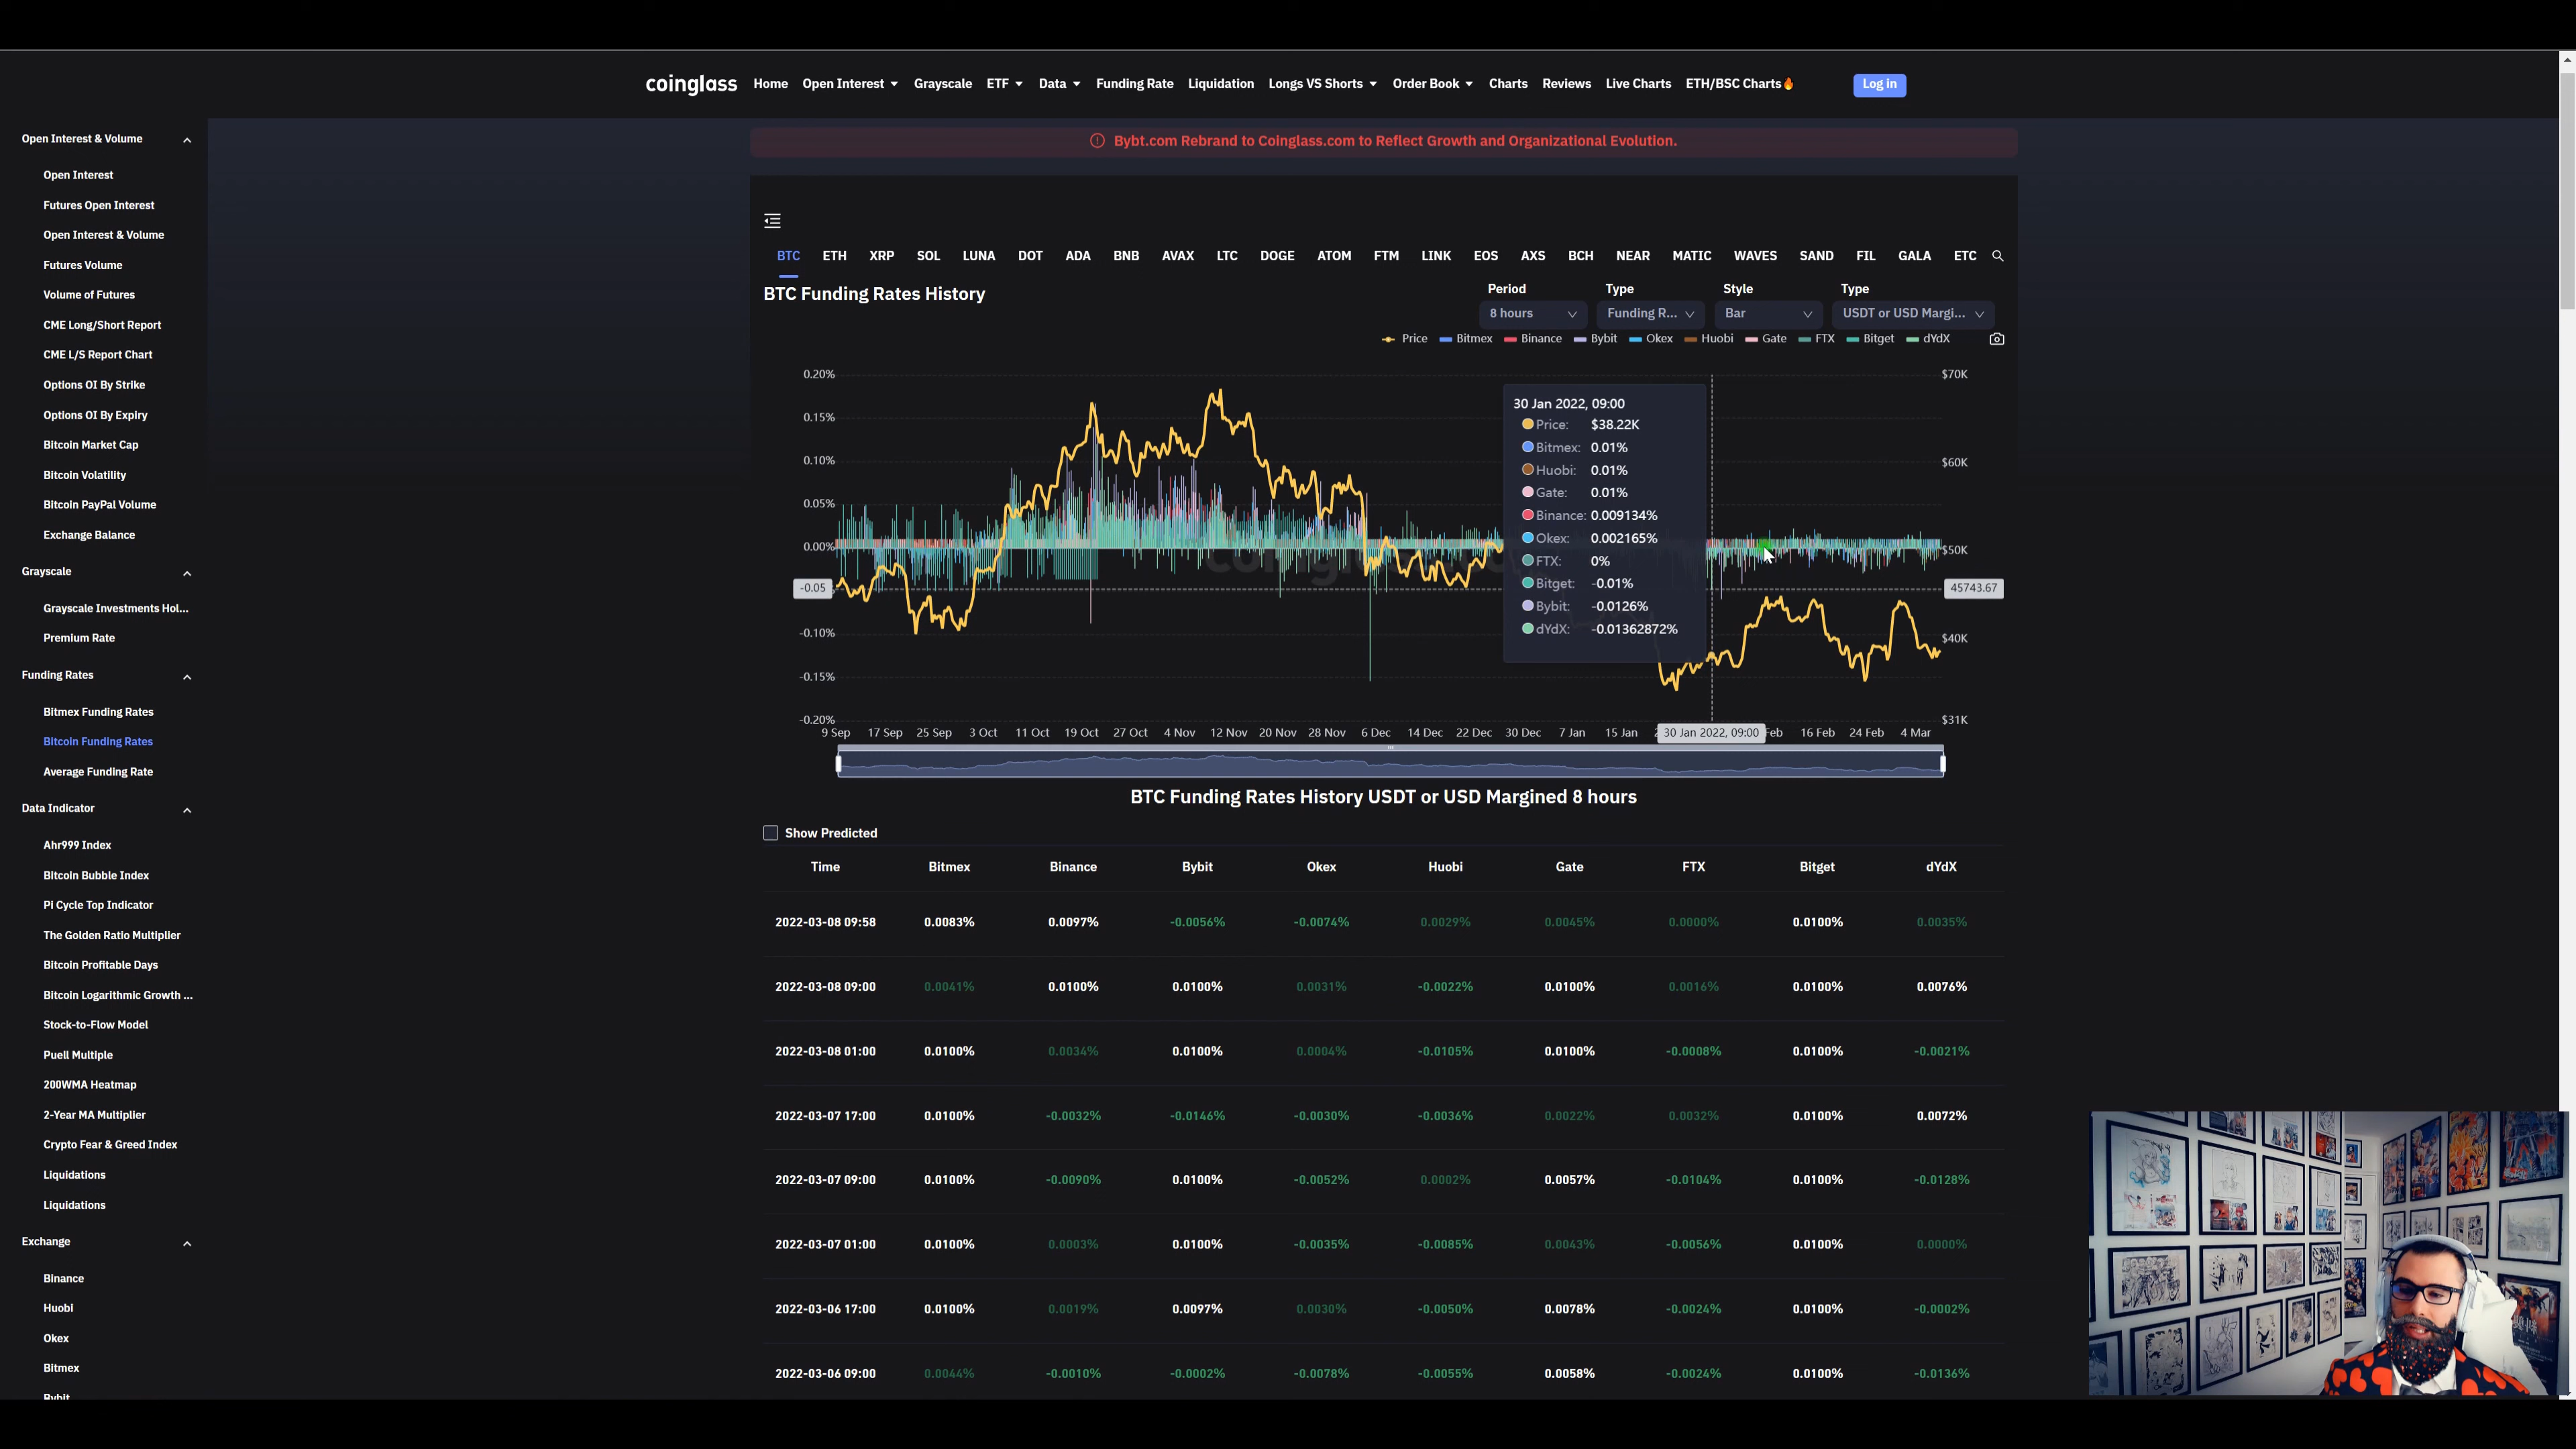 coinglass Home Open Interest Grayscale ETF Data Funding Rate Liquidation Longs VS Shorts Order Book Charts Reviews Live Charts ETH/BSC Charts🔥 Log in
Bybt.com Rebrand to Coinglass.com to Reflect Growth and Organizational Evolution.
Open Interest & Volume
Open Interest
Futures Open Interest
Open Interest & Volume
Futures Volume
Volume of Futures
CME Long/Short Report
CME L/S Report Chart
Options OI By Strike
Options OI By Expiry
Bitcoin Market Cap
Bitcoin Volatility
Bitcoin PayPal Volume
Exchange Balance
Grayscale
Grayscale Investments Hol...
Premium Rate
Funding Rates
Bitmex Funding Rates
Bitcoin Funding Rates
Average Funding Rate
Data Indicator
Ahr999 Index
Bitcoin Bubble Index
PI Cycle Top Indicator
The Golden Ratio Multiplier
Bitcoin Profitable Days
Bitcoin Logarithmic Growth ...
Stock-to-Flow Model
Puell Multiple
200WMA Heatmap
2-Year MA Multiplier
Crypto Fear & Greed Index
Liquidations
Liquidations
Exchange
Binance
Huobi
Okex
Bitmex
Bybit
BTC ETH XRP SOL LUNA DOT ADA BNB AVAX LTC DOGE ATOM FTM LINK EOS AXS BCH NEAR MATIC WAVES SAND FIL GALA ETC
BTC Funding Rates History
Period Type Style Type
8 hours Funding R... Bar USDT or USD Margi...
Price Bitmex Binance Bybit Okex Huobi Gate FTX Bitget dYdX
0.20% $70K
0.15%
0.10% $60K
0.05%
0.00% $50K
-0.05 45743.67
-0.10% $40K
-0.15%
-0.20% $31K
30 Jan 2022, 09:00
Price: $38.22K
Bitmex: 0.01%
Huobi: 0.01%
Gate: 0.01%
Binance: 0.009134%
Okex: 0.002165%
FTX: 0%
Bitget: -0.01%
Bybit: -0.0126%
dYdX: -0.01362872%
9 Sep 17 Sep 25 Sep 3 Oct 11 Oct 19 Oct 27 Oct 4 Nov 12 Nov 20 Nov 28 Nov 6 Dec 14 Dec 22 Dec 30 Dec 7 Jan 15 Jan 30 Jan 2022, 09:00 Feb 16 Feb 24 Feb 4 Mar
BTC Funding Rates History USDT or USD Margined 8 hours
Show Predicted
Time Bitmex Binance Bybit Okex Huobi Gate FTX Bitget dYdX
2022-03-08 09:58 0.0083% 0.0097% -0.0056% -0.0074% 0.0029% 0.0045% 0.0000% 0.0100% 0.0035%
2022-03-08 09:00 0.0041% 0.0100% 0.0100% 0.0031% -0.0022% 0.0100% 0.0016% 0.0100% 0.0076%
2022-03-08 01:00 0.0100% 0.0034% 0.0100% 0.0004% -0.0105% 0.0100% -0.0008% 0.0100% -0.0021%
2022-03-07 17:00 0.0100% -0.0032% -0.0146% -0.0030% -0.0036% 0.0022% 0.0032% 0.0100% 0.0072%
2022-03-07 09:00 0.0100% -0.0090% 0.0100% -0.0052% 0.0002% 0.0057% -0.0104% 0.0100% -0.0128%
2022-03-07 01:00 0.0100% 0.0003% 0.0100% -0.0035% -0.0085% 0.0043% -0.0056% 0.0100% 0.0000%
2022-03-06 17:00 0.0100% 0.0019% 0.0097% 0.0030% -0.0050% 0.0078% -0.0024% 0.0100% -0.0002%
2022-03-06 09:00 0.0044% -0.0010% -0.0002% -0.0078% -0.0055% 0.0058% -0.0024% 0.0100% -0.0136%